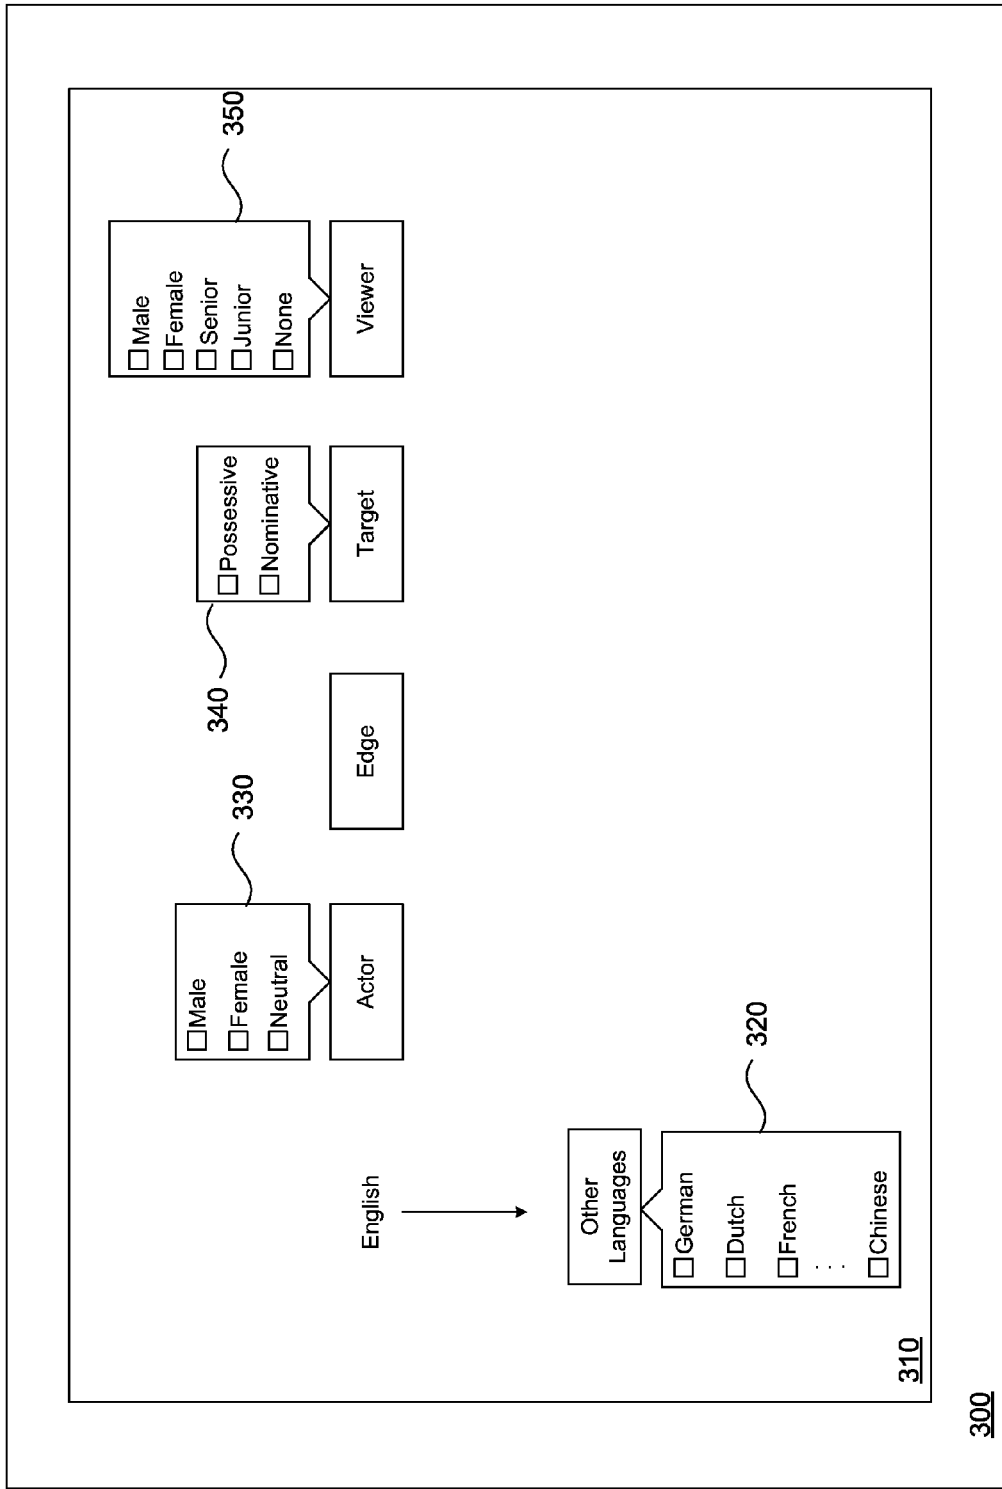 Male
Female
Neutral
330
Actor
Edge
340
Possessive
Nominative
Target
Male
Female
Senior
Junior
None
350
Viewer
English
Other
Languages
German
Dutch
French
. . .
Chinese
320
310
300